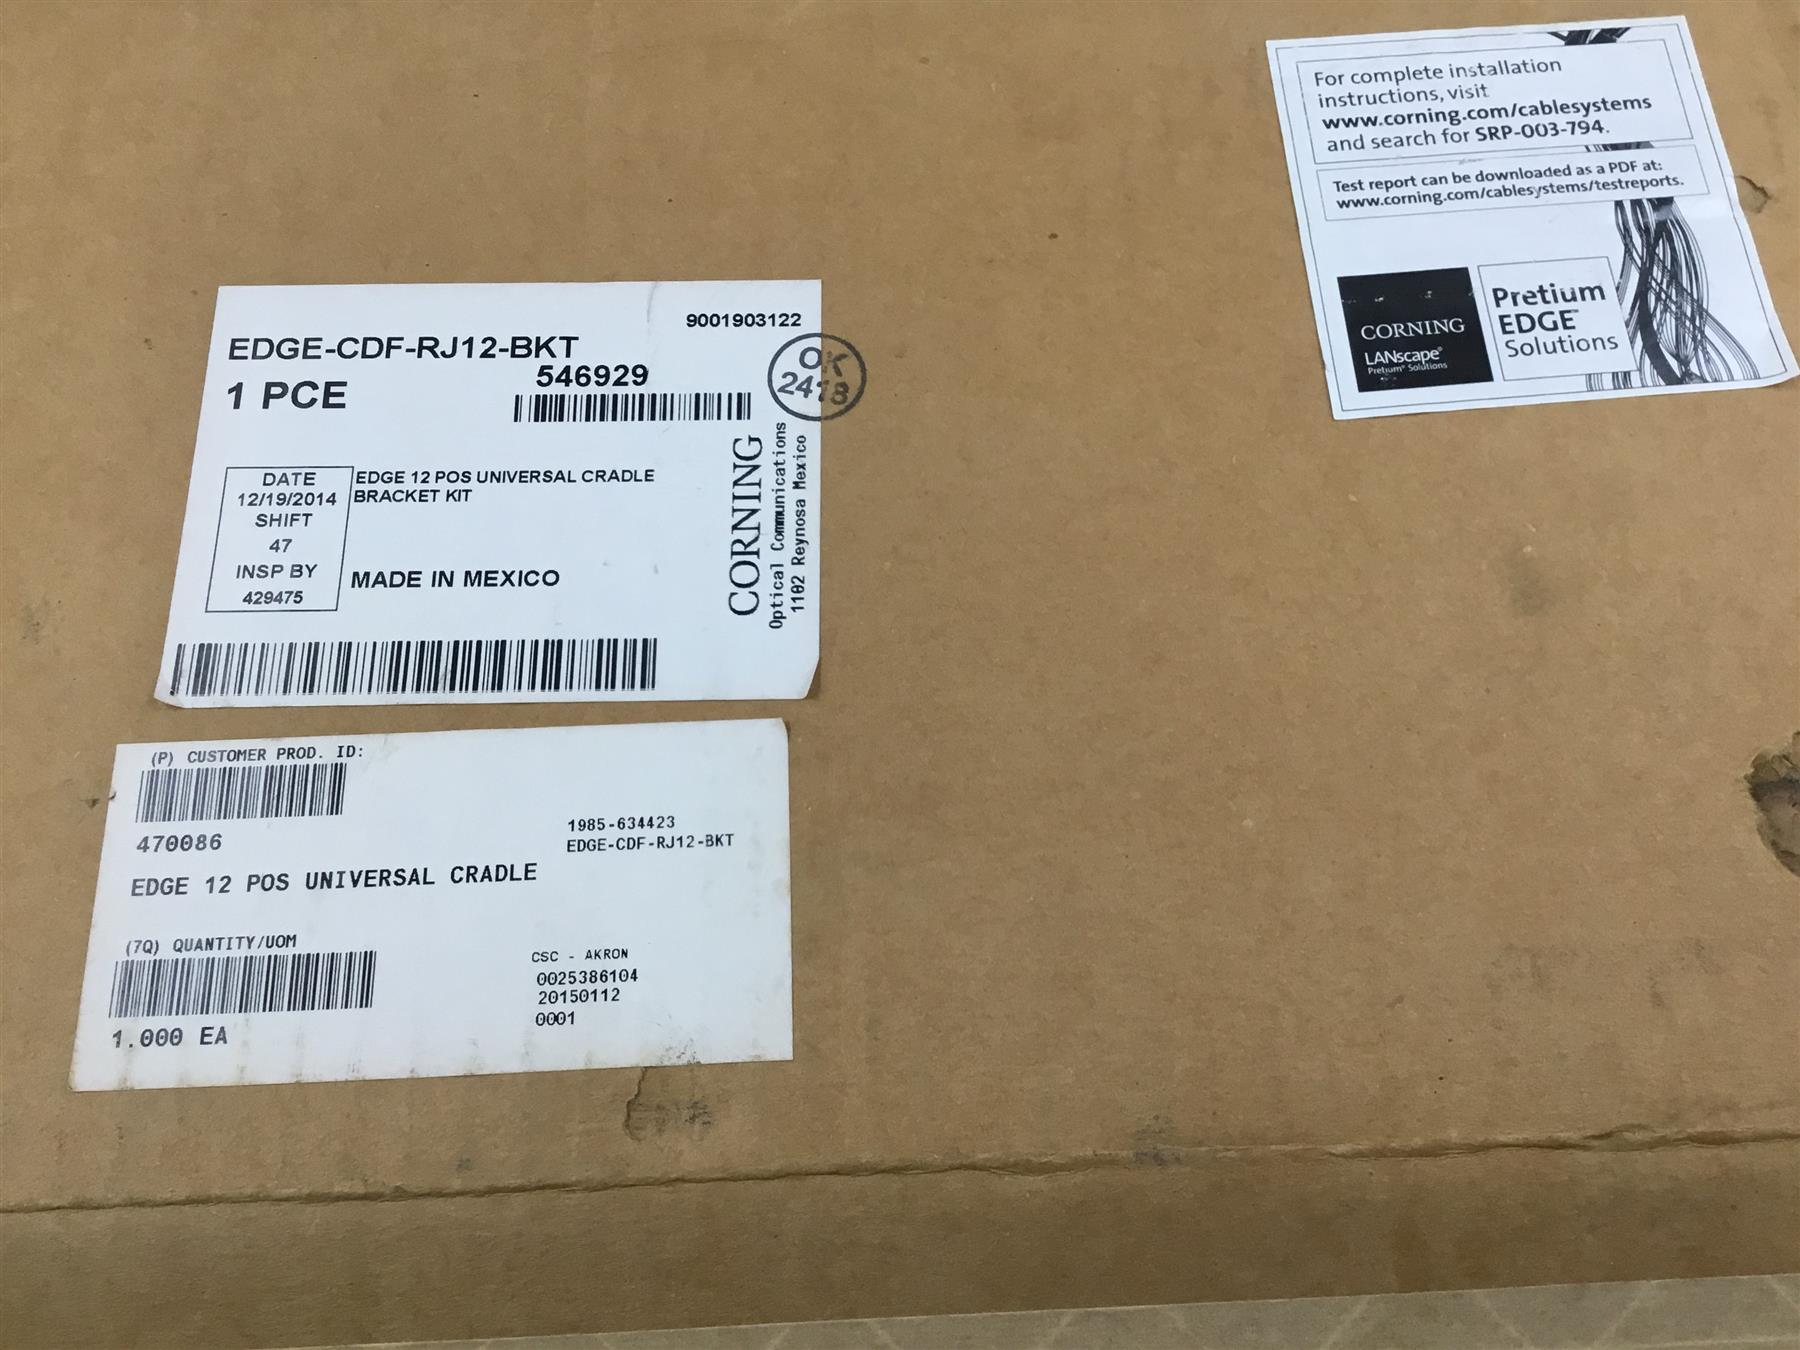 For complete installation
instructions, visit
www.corning.com/cablesystems
and search for SRP-003-794.
Test report can be downloaded as a PDF at:
www.corning.com/cablesystems/testreports.
CORNING
LANscape®
Pretium® Solutions
Pretium
EDGE™
Solutions
9001903122
EDGE-CDF-RJ12-BKT
546929
1 PCE
OK
2418
DATE
12/19/2014
SHIFT
47
INSP BY
429475
EDGE 12 POS UNIVERSAL CRADLE
BRACKET KIT
MADE IN MEXICO
CORNING
Optical Communications
1102 Reynosa Mexico
(P) CUSTOMER PROD. ID:
470086
1985-634423
EDGE-CDF-RJ12-BKT
EDGE 12 POS UNIVERSAL CRADLE
(7Q) QUANTITY/UOM
1.000 EA
CSC - AKRON
0025386104
20150112
0001